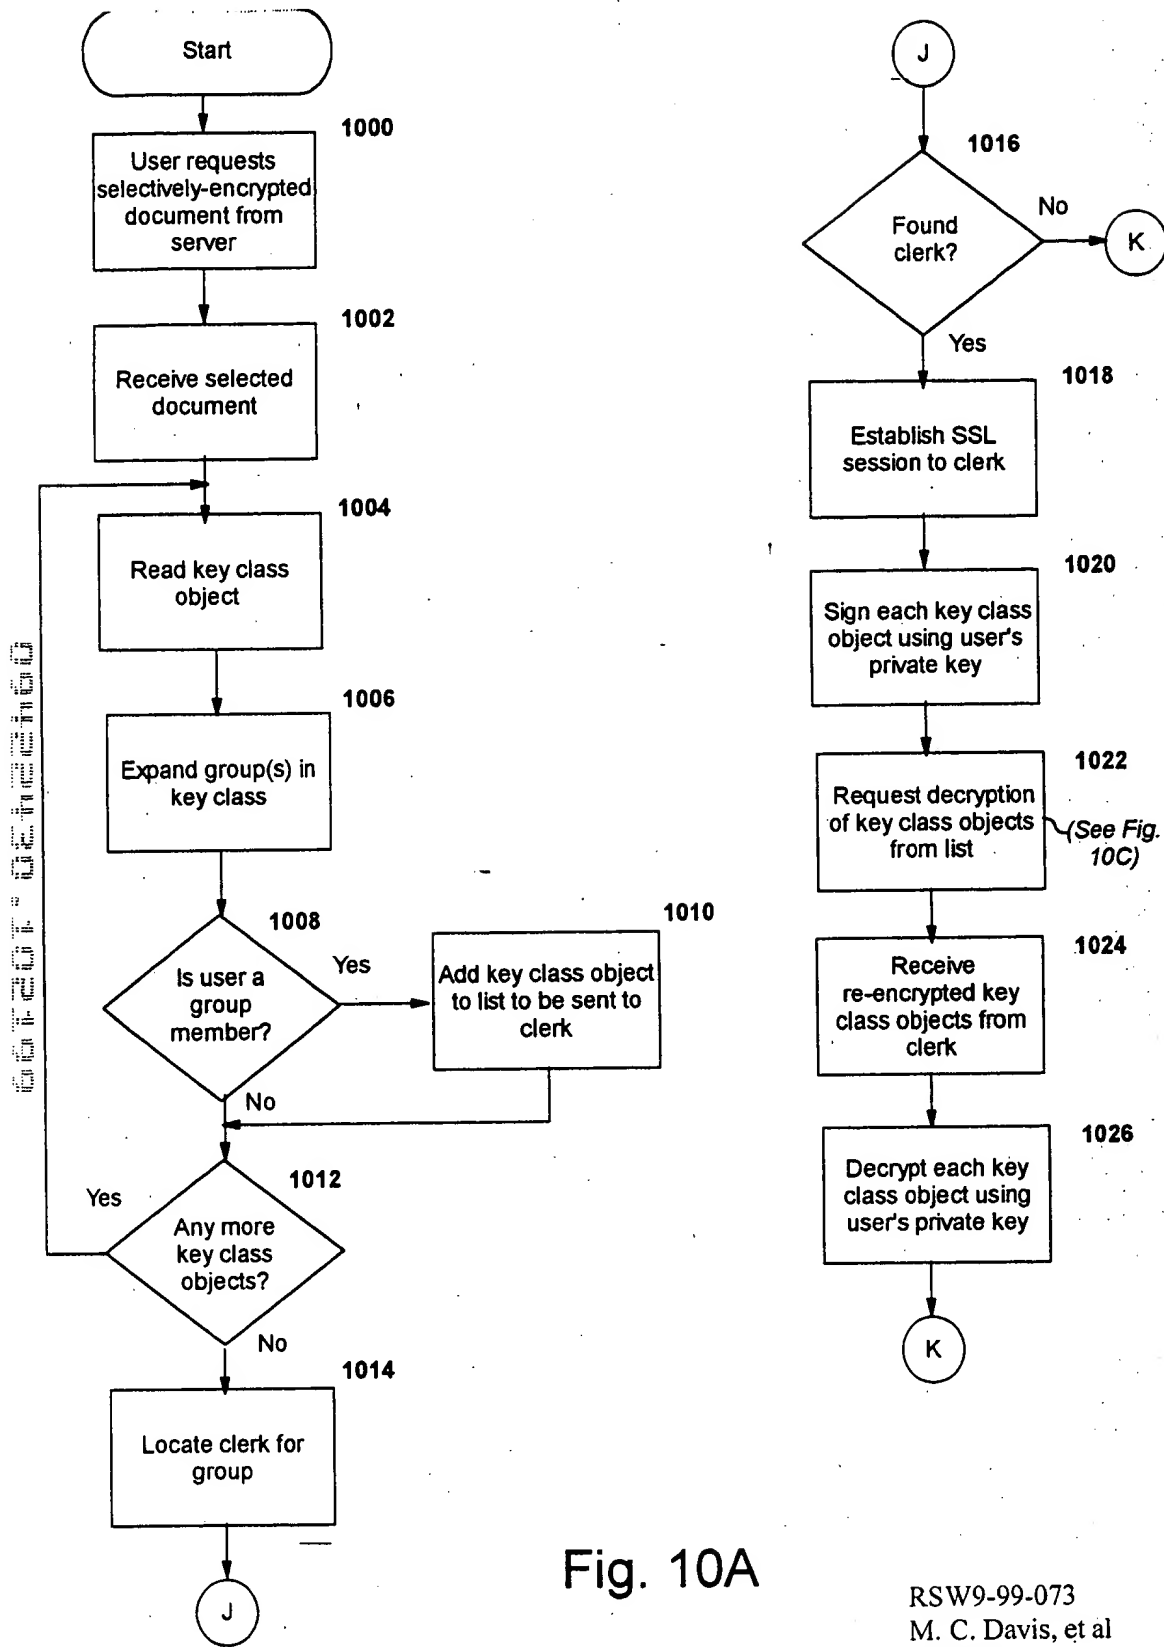 Start
1000
User requests
selectively-encrypted
document from
server
1002
Receive selected
document
1004
Read key class
object
1006
Expand group(s) in
key class
1008
Is user a
group
member?
Yes
No
1010
Add key class object
to list to be sent to
clerk
1012
Any more
key class
objects?
Yes
No
1014
Locate clerk for
group
J
J
1016
Found
clerk?
No
K
Yes
1018
Establish SSL
session to clerk
1020
Sign each key class
object using user's
private key
1022
Request decryption
of key class objects
from list
(See Fig.
10C)
1024
Receive
re-encrypted key
class objects from
clerk
1026
Decrypt each key
class object using
user's private key
K
Fig. 10A
RSW9-99-073
M. C. Davis, et al